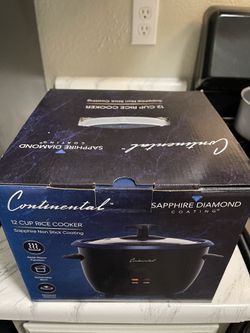 12 CUP RICE COOKER
Sapphire Non Stick Coating
Continental
SAPPHIRE DIAMOND
COATING
Continental
SAPPHIRE DIAMOND
COATING
12 CUP RICE COOKER
Sapphire Non Stick Coating
Continental